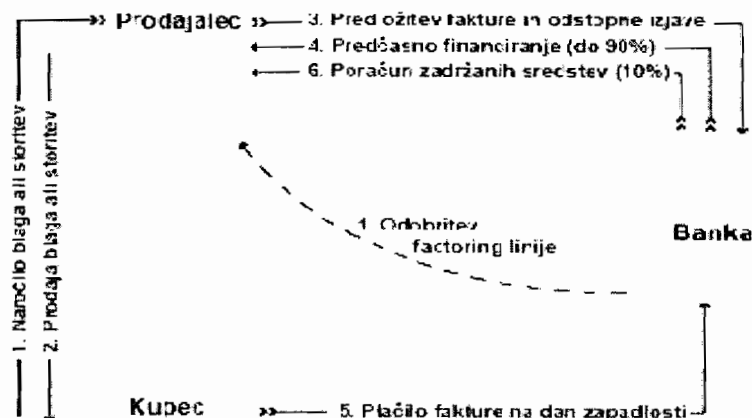 Prodajalec
3. Predložitev fakture in odstopne izjave
4. Predčasno financiranje (do 90%)
6. Poračun zadržanih sredstev (10%)
1. Naročilo blaga ali storitev
2. Prodaja blaga ali storitev
1. Odobritev
factoring linije
Banka
Kupec
5. Plačilo fakture na dan zapadlosti